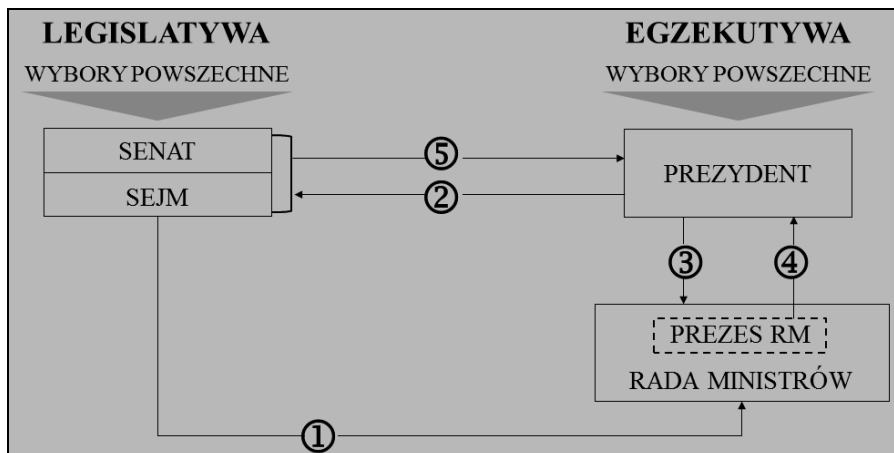 LEGISLATYWA
WYBORY POWSZECHNE
SENAT
SEJM
EGZEKUTYWA
WYBORY POWSZECHNE
PREZYDENT
⑤
②
③
④
PREZES RM
RADA MINISTRÓW
①